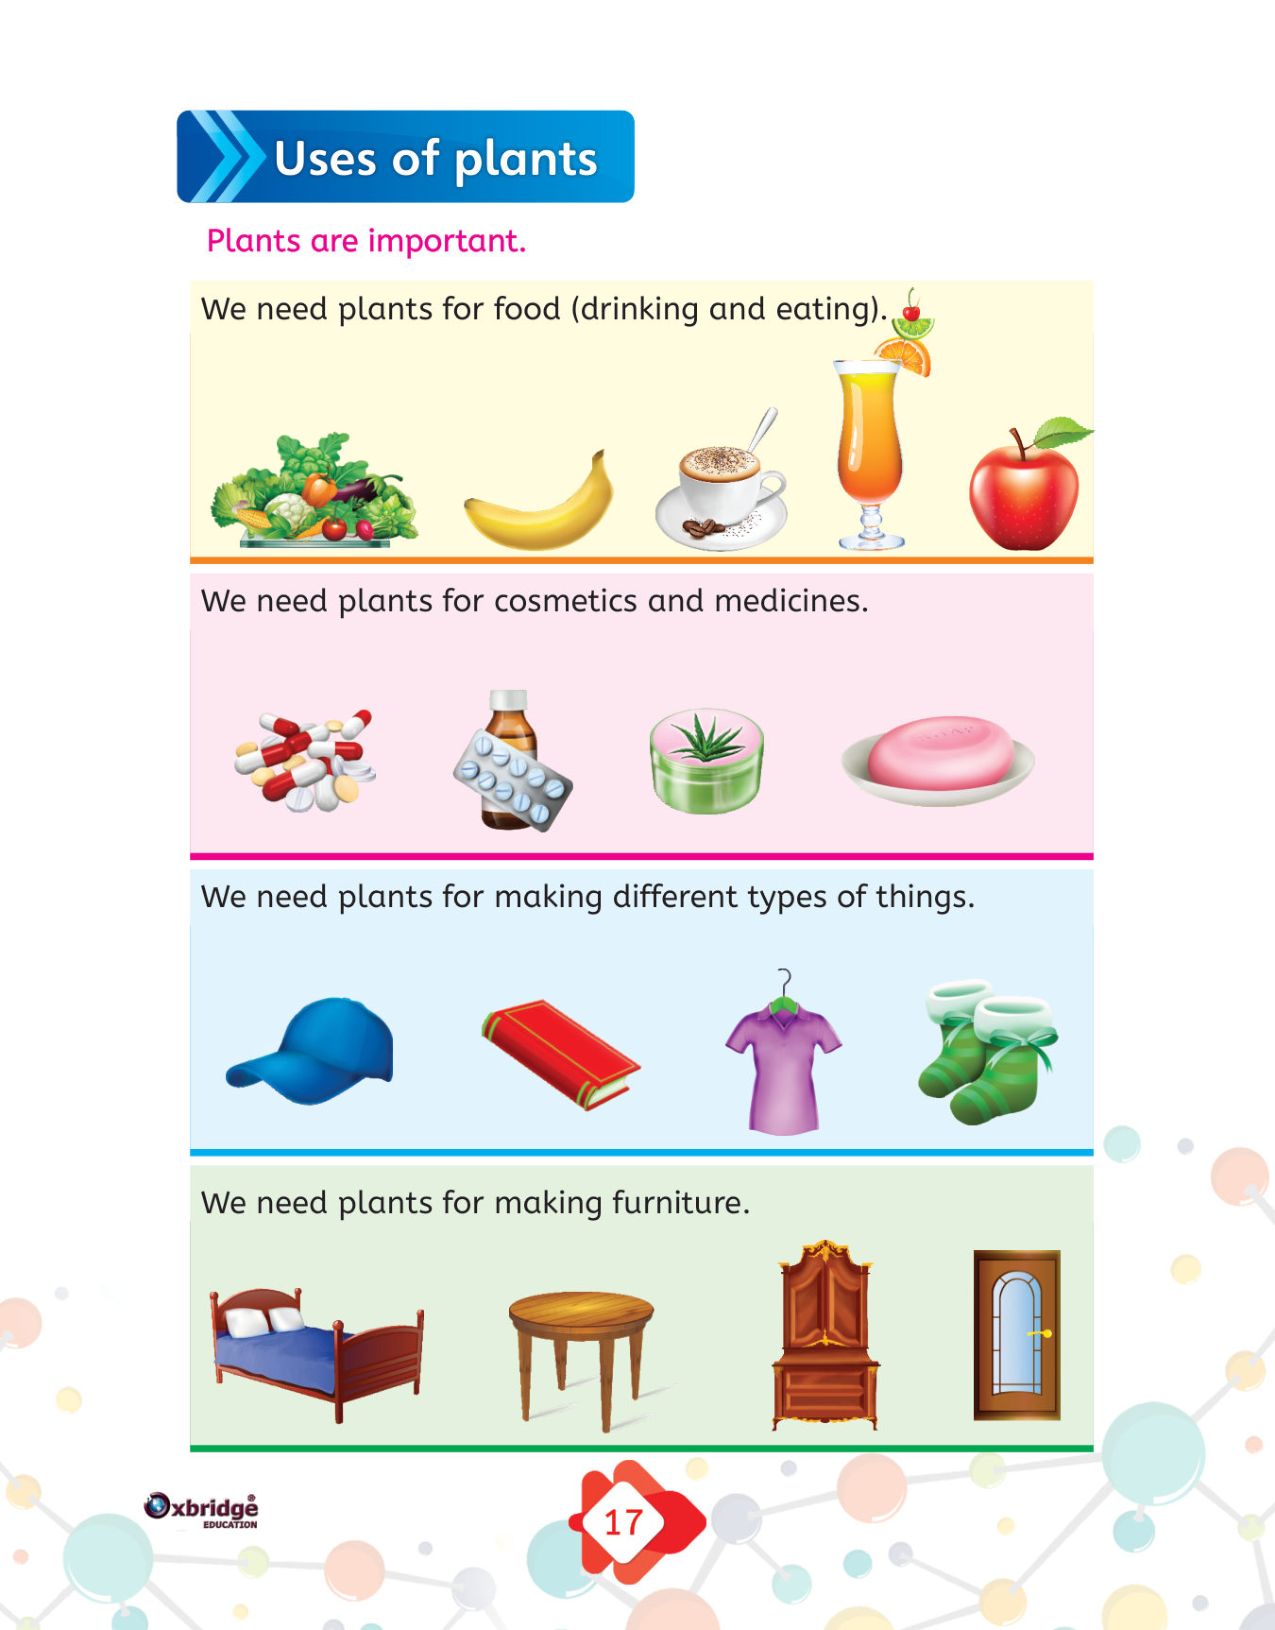 Uses of plants
Plants are important.
We need plants for food (drinking and eating).
We need plants for cosmetics and medicines.
SOAP
We need plants for making different types of things.
We need plants for making furniture.
Oxbridge®
EDUCATION
17